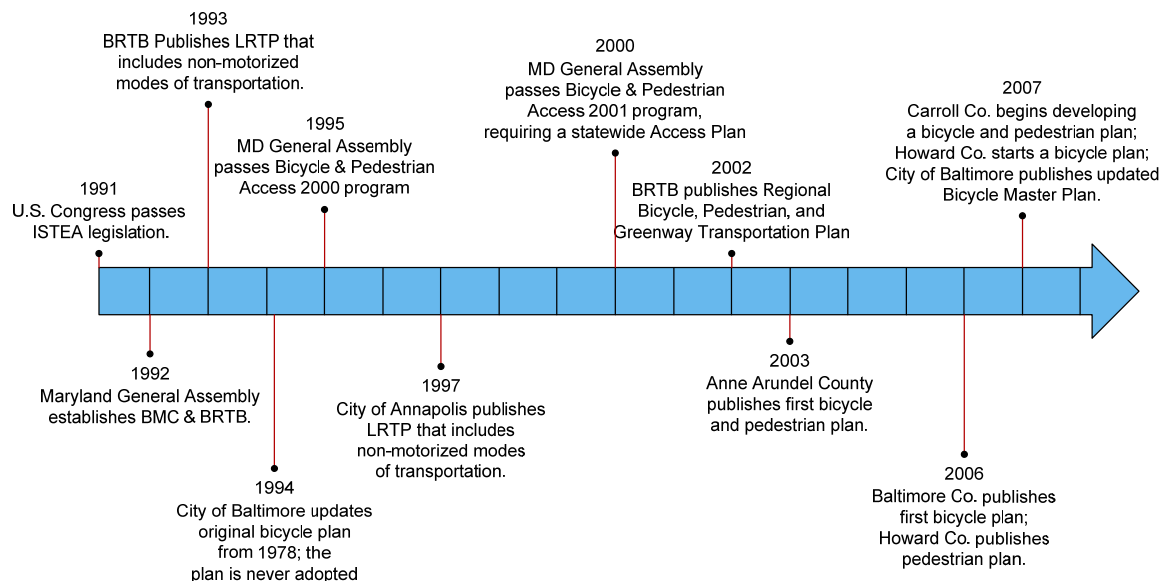 1991
U.S. Congress passes
ISTEA legislation.
1992
Maryland General Assembly
establishes BMC & BRTB.
1993
BRTB Publishes LRTP that
includes non-motorized
modes of transportation.
1994
City of Baltimore updates
original bicycle plan
from 1978; the
plan is never adopted
1995
MD General Assembly
passes Bicycle & Pedestrian
Access 2000 program
1997
City of Annapolis publishes
LRTP that includes
non-motorized modes
of transportation.
2000
MD General Assembly
passes Bicycle & Pedestrian
Access 2001 program,
requiring a statewide Access Plan
2002
BRTB publishes Regional
Bicycle, Pedestrian, and
Greenway Transportation Plan
2003
Anne Arundel County
publishes first bicycle
and pedestrian plan.
2006
Baltimore Co. publishes
first bicycle plan;
Howard Co. publishes
pedestrian plan.
2007
Carroll Co. begins developing
a bicycle and pedestrian plan;
Howard Co. starts a bicycle plan;
City of Baltimore publishes updated
Bicycle Master Plan.